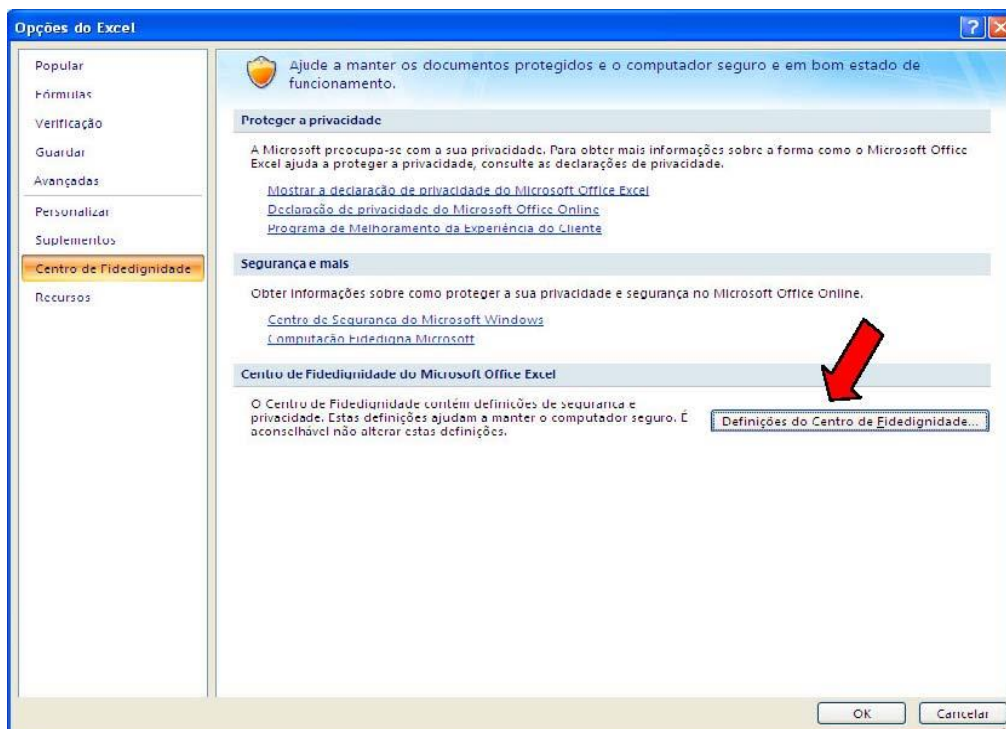 Opções do Excel
Popular
Fórmulas
Verificação
Guardar
Avançadas
Personalizar
Suplementos
Centro de Fidedignidade
Recursos
Ajude a manter os documentos protegidos e o computador seguro e em bom estado de
funcionamento.
Proteger a privacidade
A Microsoft preocupa-se com a sua privacidade. Para obter mais informações sobre a forma como o Microsoft Office
Excel ajuda a proteger a privacidade, consulte as declarações de privacidade.
Mostrar a declaração de privacidade do Microsoft Office Excel
Declaração de privacidade do Microsoft Office Online
Programa de Melhoramento da Experiência do Cliente
Segurança e mais
Obter informações sobre como proteger a sua privacidade e segurança no Microsoft Office Online.
Centro de Segurança do Microsoft Windows
Computação Fidedigna Microsoft
Centro de Fidedignidade do Microsoft Office Excel
O Centro de Fidedignidade contém definições de segurança e
privacidade. Estas definições ajudam a manter o computador seguro. É
aconselhável não alterar estas definições.
Definições do Centro de Fidedignidade...
OK
Cancelar